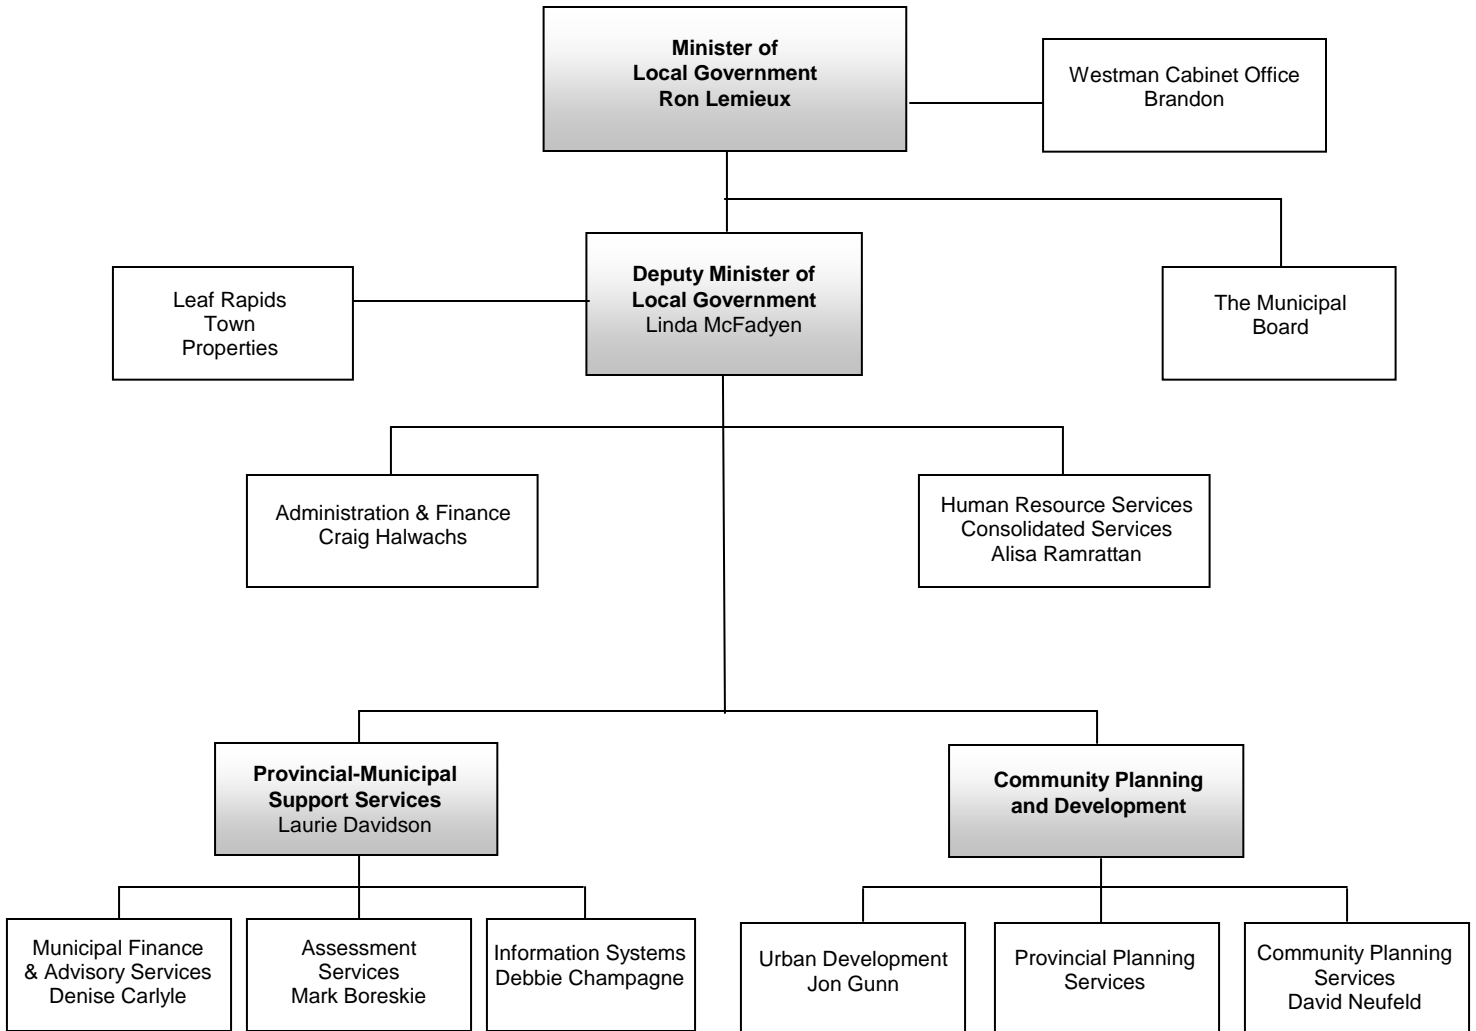 Minister of
Local Government
Ron Lemieux
Westman Cabinet Office
Brandon
Deputy Minister of
Local Government
Linda McFadyen
Leaf Rapids
Town
Properties
The Municipal
Board
Administration & Finance
Craig Halwachs
Human Resource Services
Consolidated Services
Alisa Ramrattan
Provincial-Municipal
Support Services
Laurie Davidson
Community Planning
and Development
Municipal Finance
& Advisory Services
Denise Carlyle
Assessment
Services
Mark Boreskie
Information Systems
Debbie Champagne
Urban Development
Jon Gunn
Provincial Planning
Services
Community Planning
Services
David Neufeld